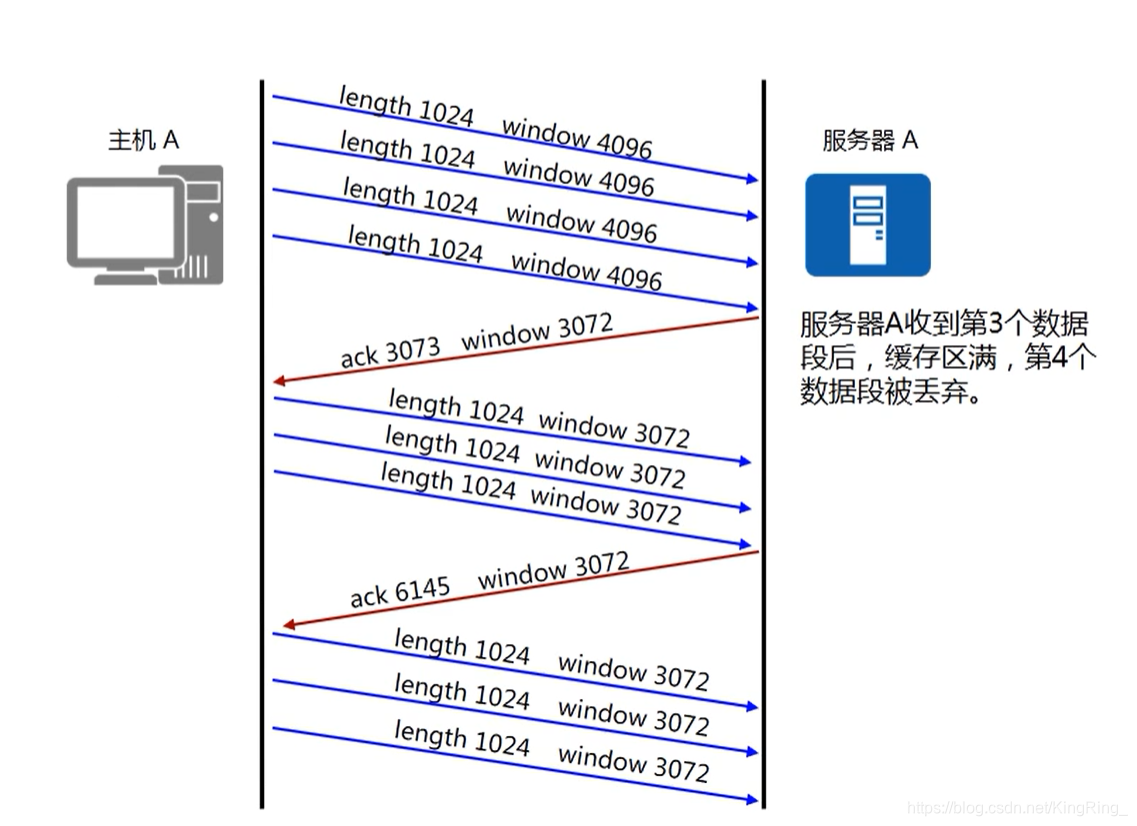 length 1024 window 4096
主机 A
服务器 A
length 1024 window 4096
length 1024 window 4096
length 1024 window 4096
服务器A收到第3个数据
段后，缓存区满，第4个
数据段被丢弃。
ack 3073 window 3072
length 1024 window 3072
length 1024 window 3072
length 1024 window 3072
ack 6145 window 3072
length 1024 window 3072
length 1024 window 3072
length 1024 window 3072
https://blog.csdn.net/KingRing_